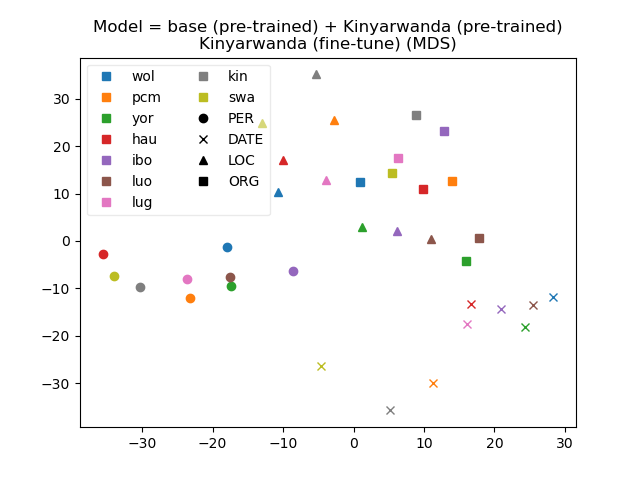 Model = base (pre-trained) + Kinyarwanda (pre-trained)
Kinyarwanda (fine-tune) (MDS)
wol kin
pcm swa
yor PER
hau DATE
ibo LOC
luo ORG
lug
30
20
10
0
−10
−20
−30
−30 −20 −10 0 10 20 30